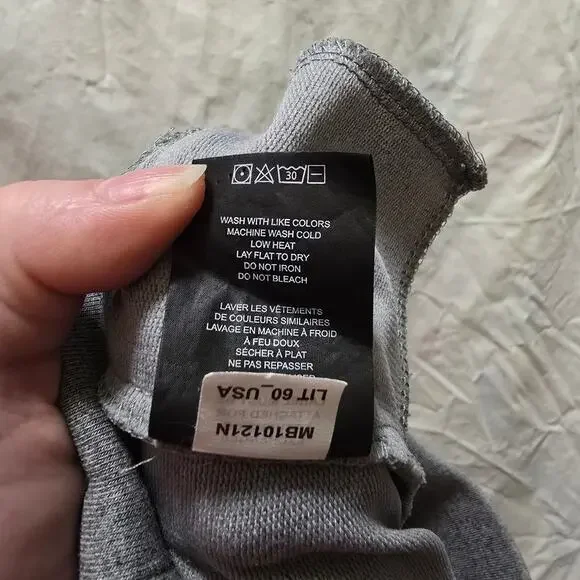 30
WASH WITH LIKE COLORS
MACHINE WASH COLD
LOW HEAT
LAY FLAT TO DRY
DO NOT IRON
DO NOT BLEACH
LAVER LES VÊTEMENTS
DE COULEURS SIMILAIRES
LAVAGE EN MACHINE À FROID
À FEU DOUX
SÉCHER À PLAT
NE PAS REPASSER
MB10121N
LIT 60_USA